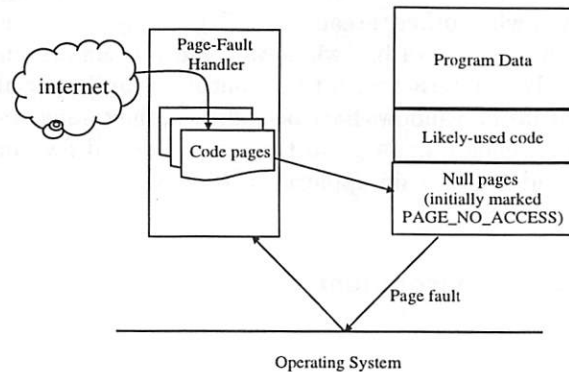 internet
Page-Fault
Handler
Code pages
Program Data
Likely-used code
Null pages
(initially marked
PAGE_NO_ACCESS)
Page fault
Operating System